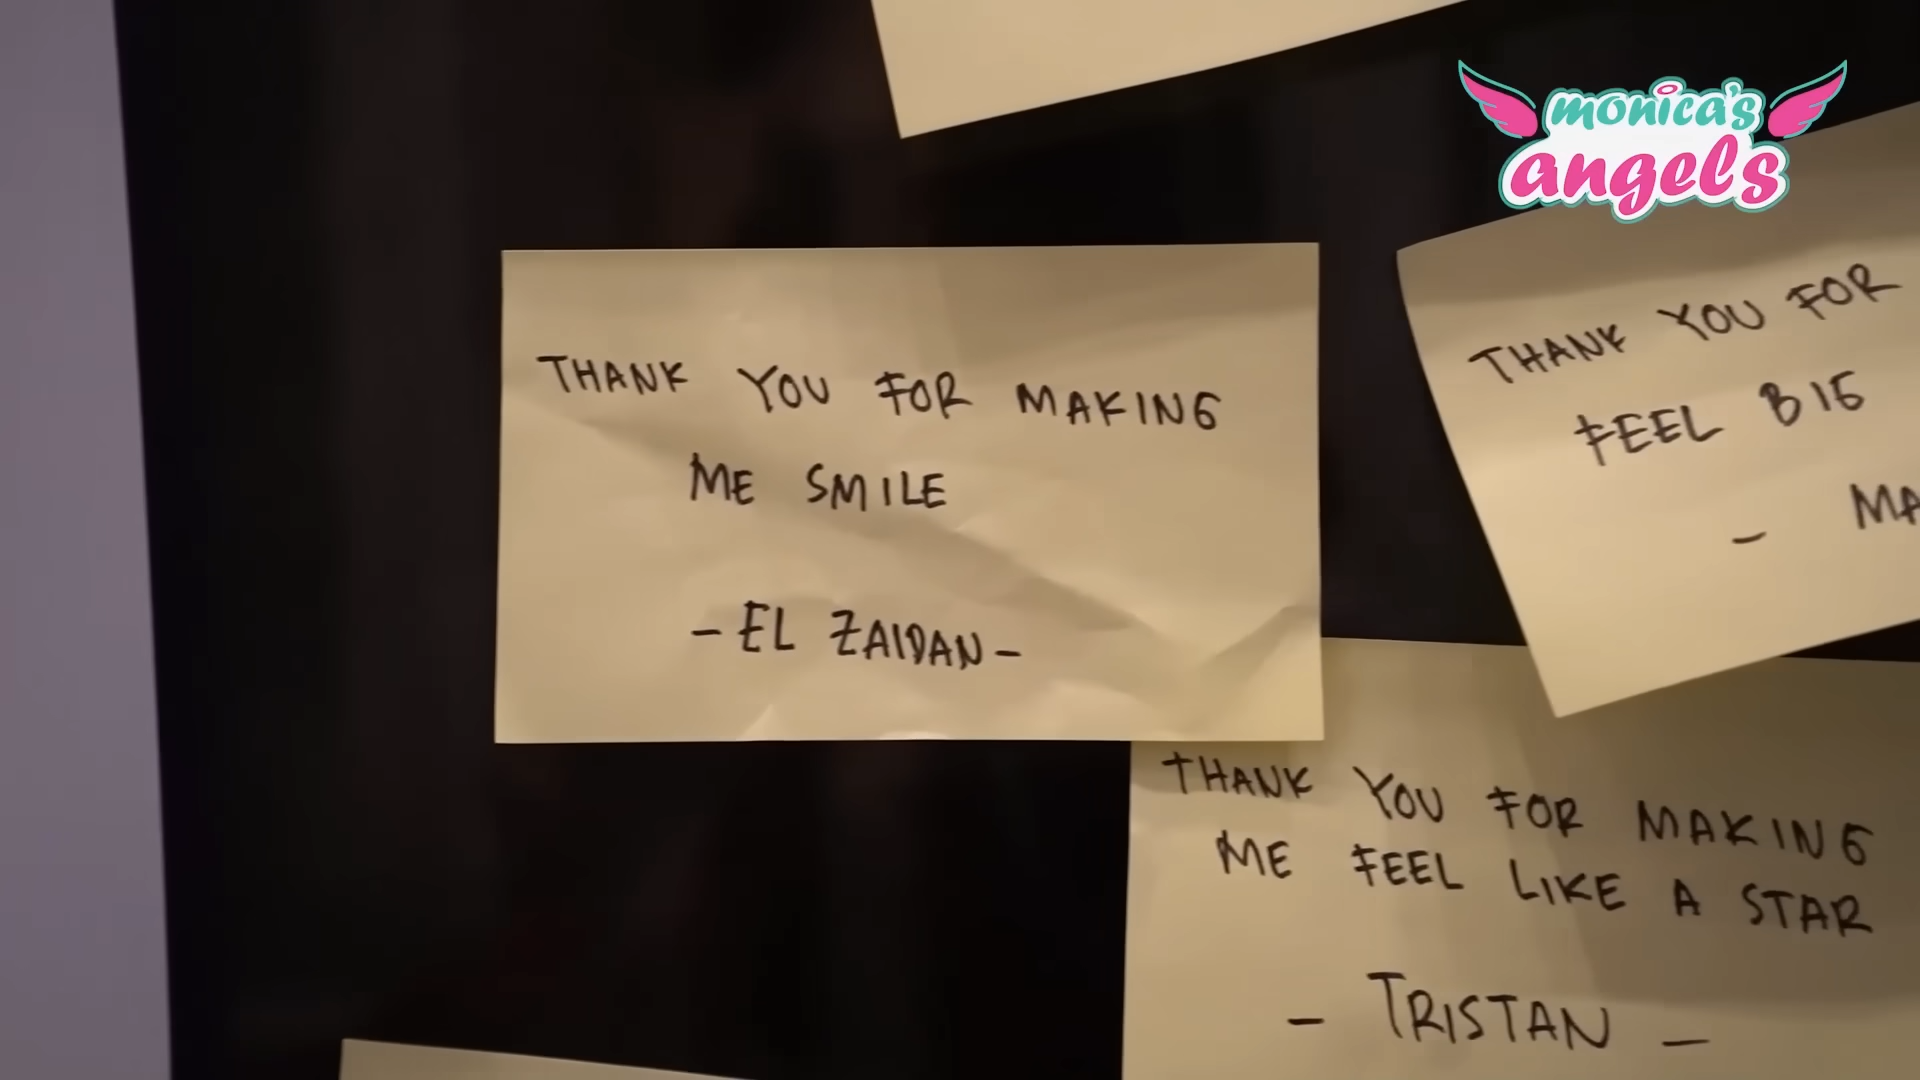 monica's
angels
THANK YOU FOR MAKING
ME SMILE
- EL ZAIDAN -
THANK YOU FOR
FEEL BIG
-
THANK YOU FOR MAKING
ME FEEL LIKE A STAR
- TRISTAN -